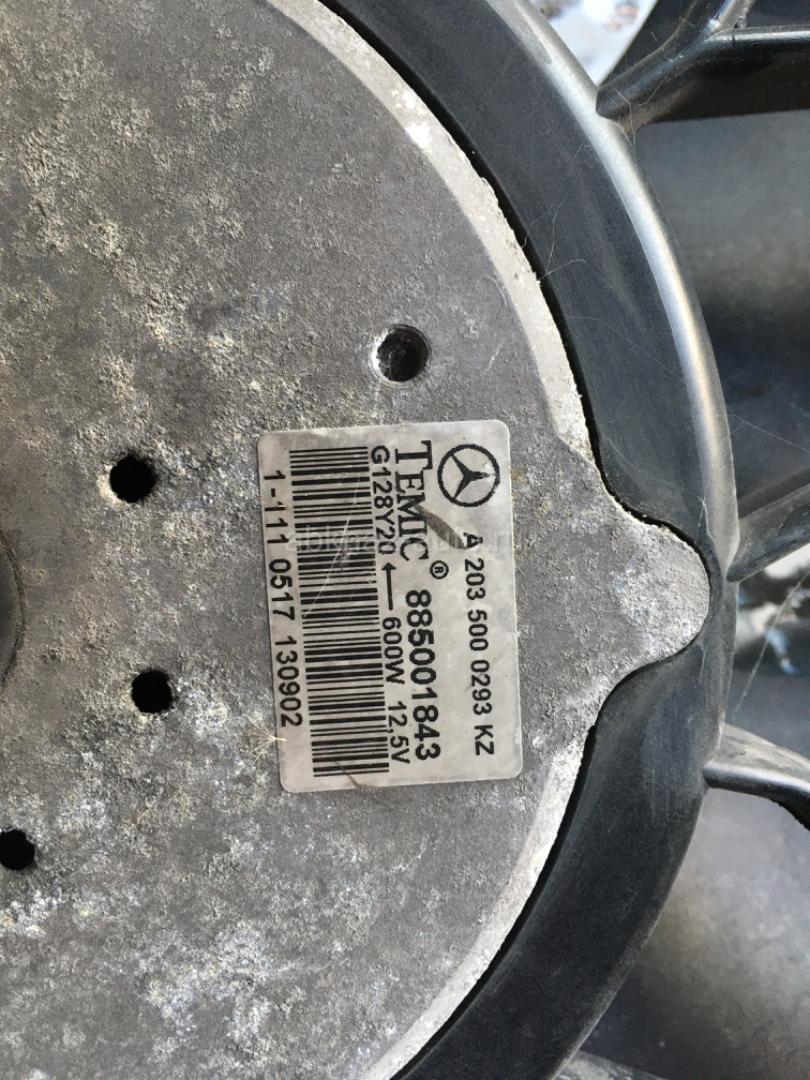 A 203 500 0293 KZ
TEMIC® 885001843
G128Y20 ← 600W 12,5V
1-111 0517 130902